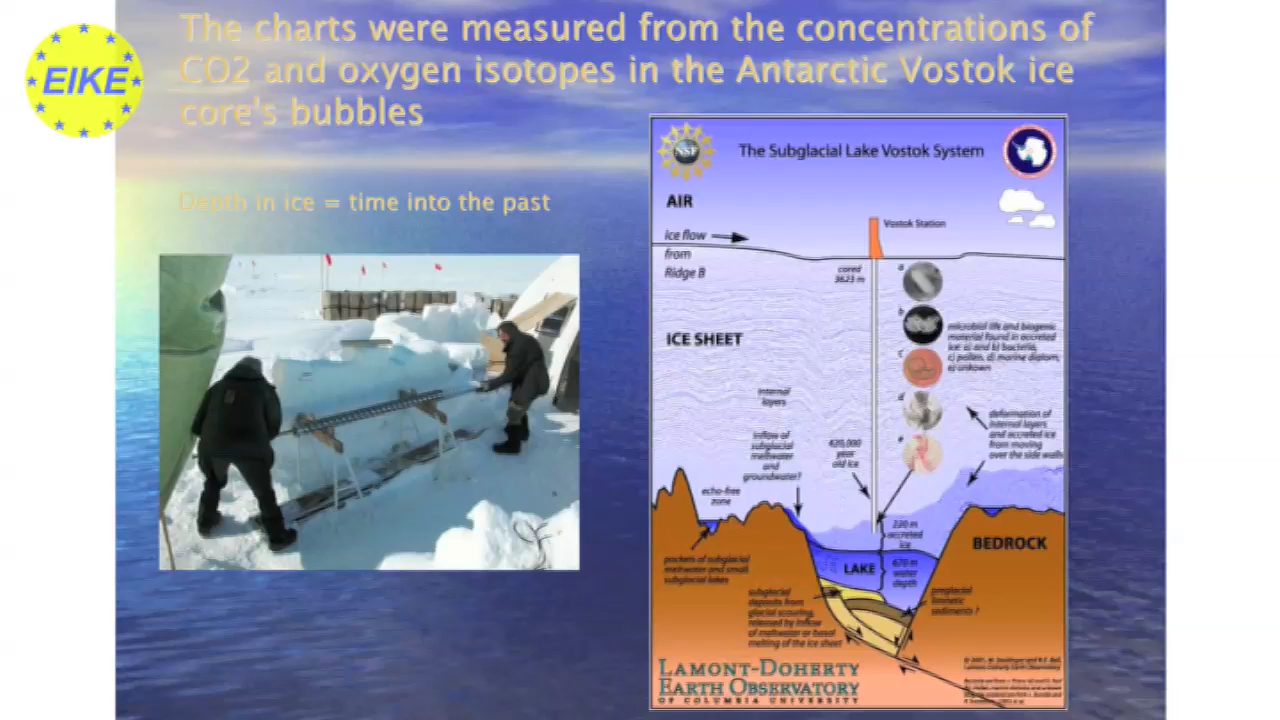 The charts were measured from the concentrations of
CO2 and oxygen isotopes in the Antarctic Vostok ice
core's bubbles
EIKE
Depth in ice = time into the past
NSF
The Subglacial Lake Vostok System
AIR
Vostok Station
ice flow
from
Ridge B
cored
3623 m
a
b
microbial life and biogenic
material found in accreted
ice: a) and b) bacteria,
c) pollen, d) marine diatom,
e) unkown
c
d
e
ICE SHEET
internal
layers
deformation of
internal layers
and accreted ice
from moving
over the side walls
inflow of
subglacial
meltwater
and
groundwater?
420,000
year
old ice
echo-free
zone
230 m
accreted
ice
BEDROCK
LAKE
670 m
water
depth
pockets of subglacial
meltwater and small
subglacial lakes
subglacial
deposits from
glacial scouring,
released by inflow
of meltwater or basal
melting of the ice sheet
preglacial
sediments ?
LAMONT-DOHERTY
EARTH OBSERVATORY
OF COLUMBIA UNIVERSITY